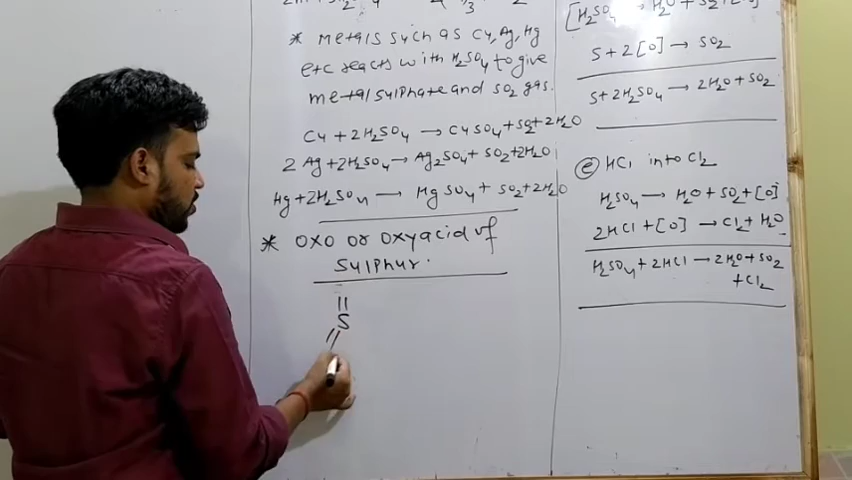 * Metals such as Cu, Ag, Hg
etc reacts with H₂SO₄ to give
metal sulphate and SO₂ gas.
Cu + 2H₂SO₄ → CuSO₄ + SO₂ + 2H₂O
2 Ag + 2H₂SO₄ → Ag₂SO₄ + SO₂ + 2H₂O
Hg + 2H₂SO₄ → HgSO₄ + SO₂ + 2H₂O
* OXO or Oxyacid of
Sulphur.
S
S + 2[O] → SO₂
S + 2H₂SO₄ → 2H₂O + SO₂
(e) HCl into Cl₂
H₂SO₄ → H₂O + SO₂ + [O]
2HCl + [O] → Cl₂ + H₂O
H₂SO₄ + 2HCl → 2H₂O + SO₂
+ Cl₂